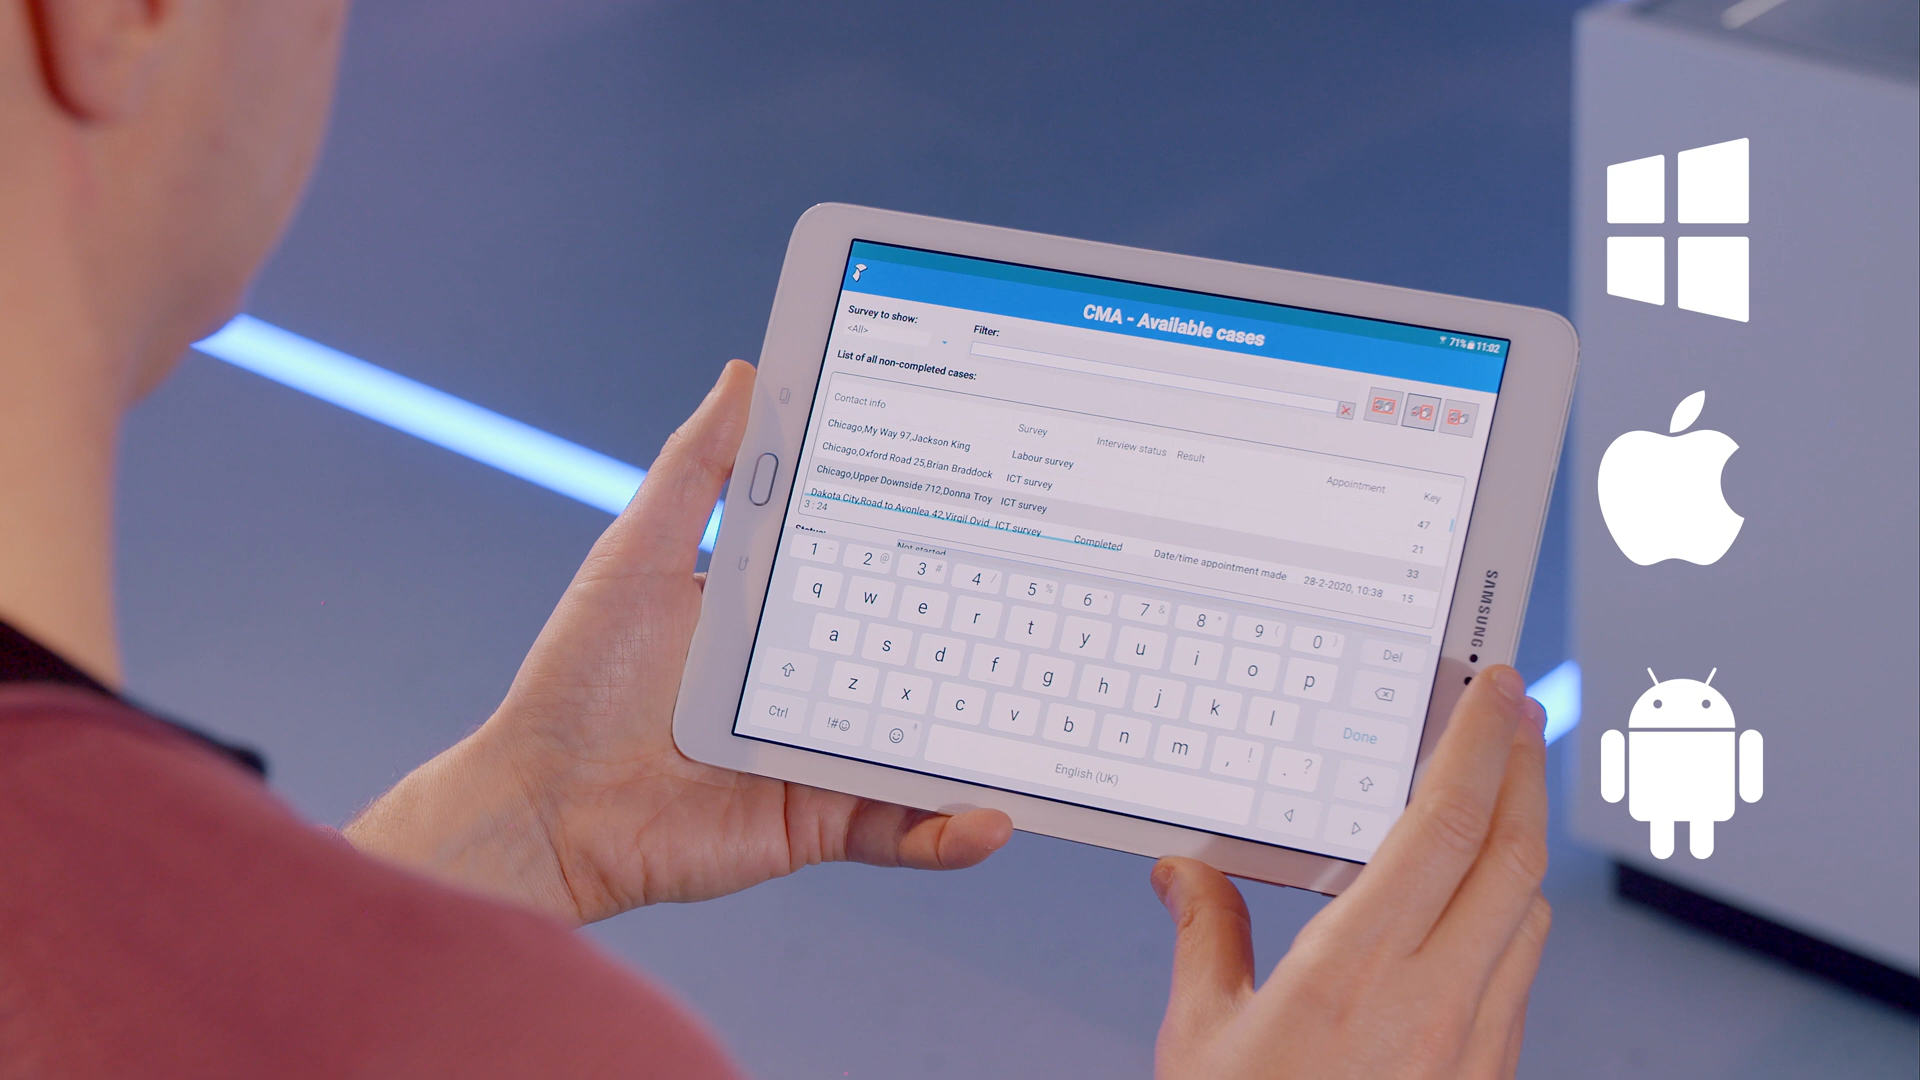 71% 11:02
CMA - Available cases
Survey to show:
<All>
Filter:
List of all non-completed cases:
Contact info Survey Interview status Result Appointment Key
Chicago,My Way 97,Jackson King Labour survey 47
Chicago,Oxford Road 25,Brian Braddock ICT survey 21
Chicago,Upper Downside 712,Donna Troy ICT survey 33
Dakota City,Road to Avonlea 42,Virgil Ovid ICT survey Completed Date/time appointment made 28-2-2020, 10:38 15
3 : 24
Status:
Not started
1 2 @ 3 # 4 / 5 % 6 ^ 7 & 8 * 9 ( 0 ) Del
q w e r t y u i o p
a s d f g h j k l Done
z x c v b n m , ! . ?
Ctrl !#☺ English (UK)
SAMSUNG